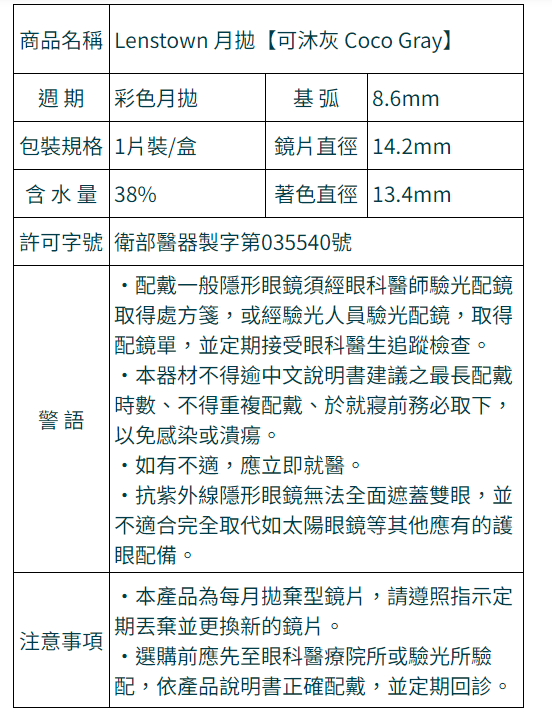 商品名稱 Lenstown 月拋【可沐灰 Coco Gray】
週 期 彩色月拋 基 弧 8.6mm
包裝規格 1片裝/盒 鏡片直徑 14.2mm
含 水 量 38% 著色直徑 13.4mm
許可字號 衛部醫器製字第035540號
警 語
・配戴一般隱形眼鏡須經眼科醫師驗光配鏡
取得處方箋，或經驗光人員驗光配鏡，取得
配鏡單，並定期接受眼科醫生追蹤檢查。
・本器材不得逾中文說明書建議之最長配戴
時數、不得重複配戴、於就寢前務必取下，
以免感染或潰瘍。
・如有不適，應立即就醫。
・抗紫外線隱形眼鏡無法全面遮蓋雙眼，並
不適合完全取代如太陽眼鏡等其他應有的護
眼配備。
注意事項
・本產品為每月拋棄型鏡片，請遵照指示定
期丟棄並更換新的鏡片。
・選購前應先至眼科醫療院所或驗光所驗
配，依產品說明書正確配戴，並定期回診。